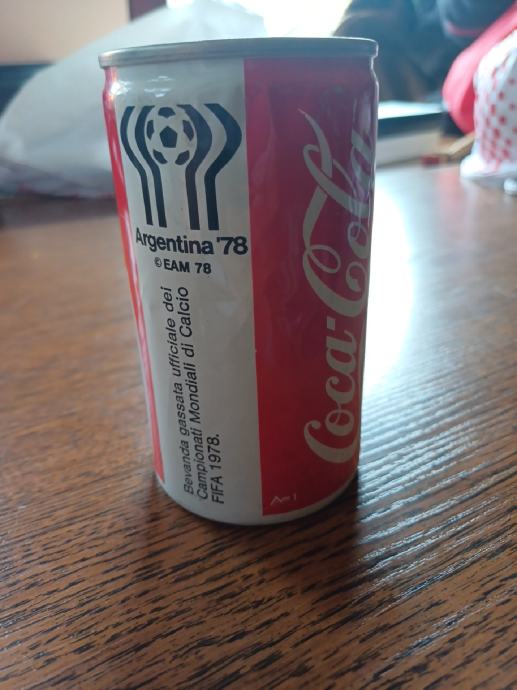 Argentina '78
© EAM 78
Bevanda gassata ufficiale dei
Campionati Mondiali di Calcio
FIFA 1978.
Coca-Cola